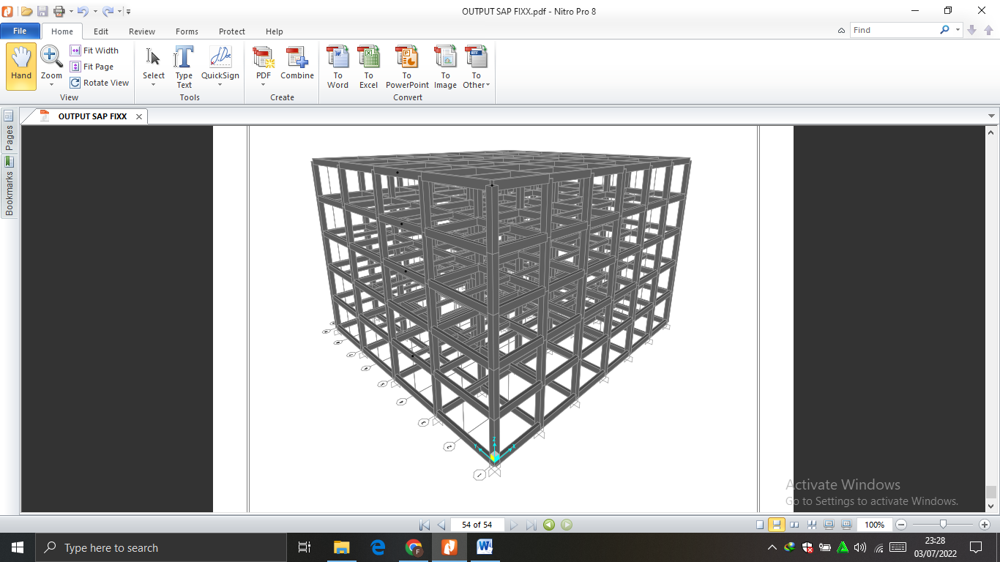 OUTPUT SAP FIXX.pdf - Nitro Pro 8
File Home Edit Review Forms Protect Help
Find
Hand
Zoom
Fit Width
Fit Page
Rotate View
View
Select
Type Text
QuickSign
Tools
PDF
Combine
Create
To Word
To Excel
To PowerPoint
To Image
To Other
Convert
OUTPUT SAP FIXX
Pages
Bookmarks
Z
Y
X
Activate Windows
Go to Settings to activate Windows.
54 of 54
100%
Type here to search
23:28
03/07/2022